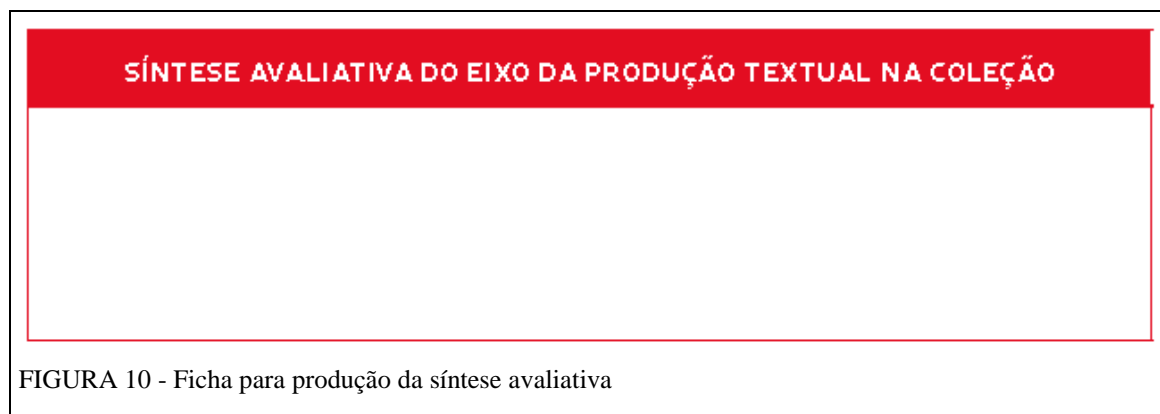 SÍNTESE AVALIATIVA DO EIXO DA PRODUÇÃO TEXTUAL NA COLEÇÃO
FIGURA 10 - Ficha para produção da síntese avaliativa